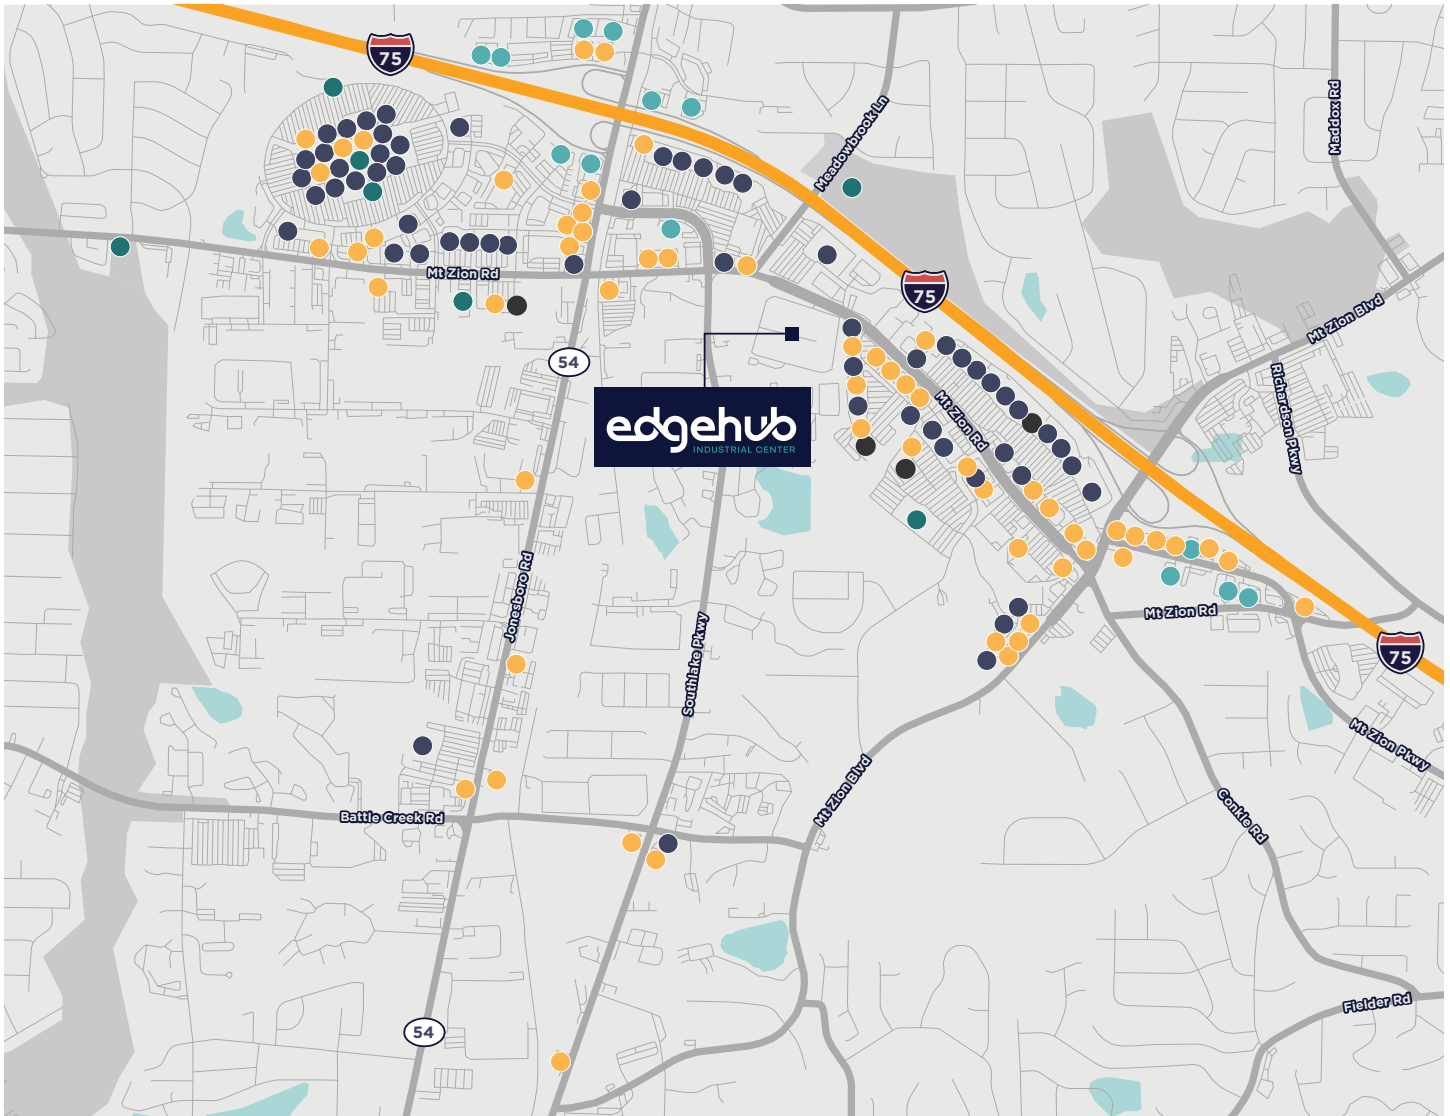 75
Meadowbrook Ln
Maddox Rd
Mt Zion Rd
75
Mt Zion Blvd
54
Richardson Pkwy
edgehub
INDUSTRIAL CENTER
Mt Zion Rd
Jonesboro Rd
Southlake Pkwy
Mt Zion Rd
75
Mt Zion Pkwy
Mt Zion Blvd
Battle Creek Rd
Conkle Rd
Fielder Rd
54